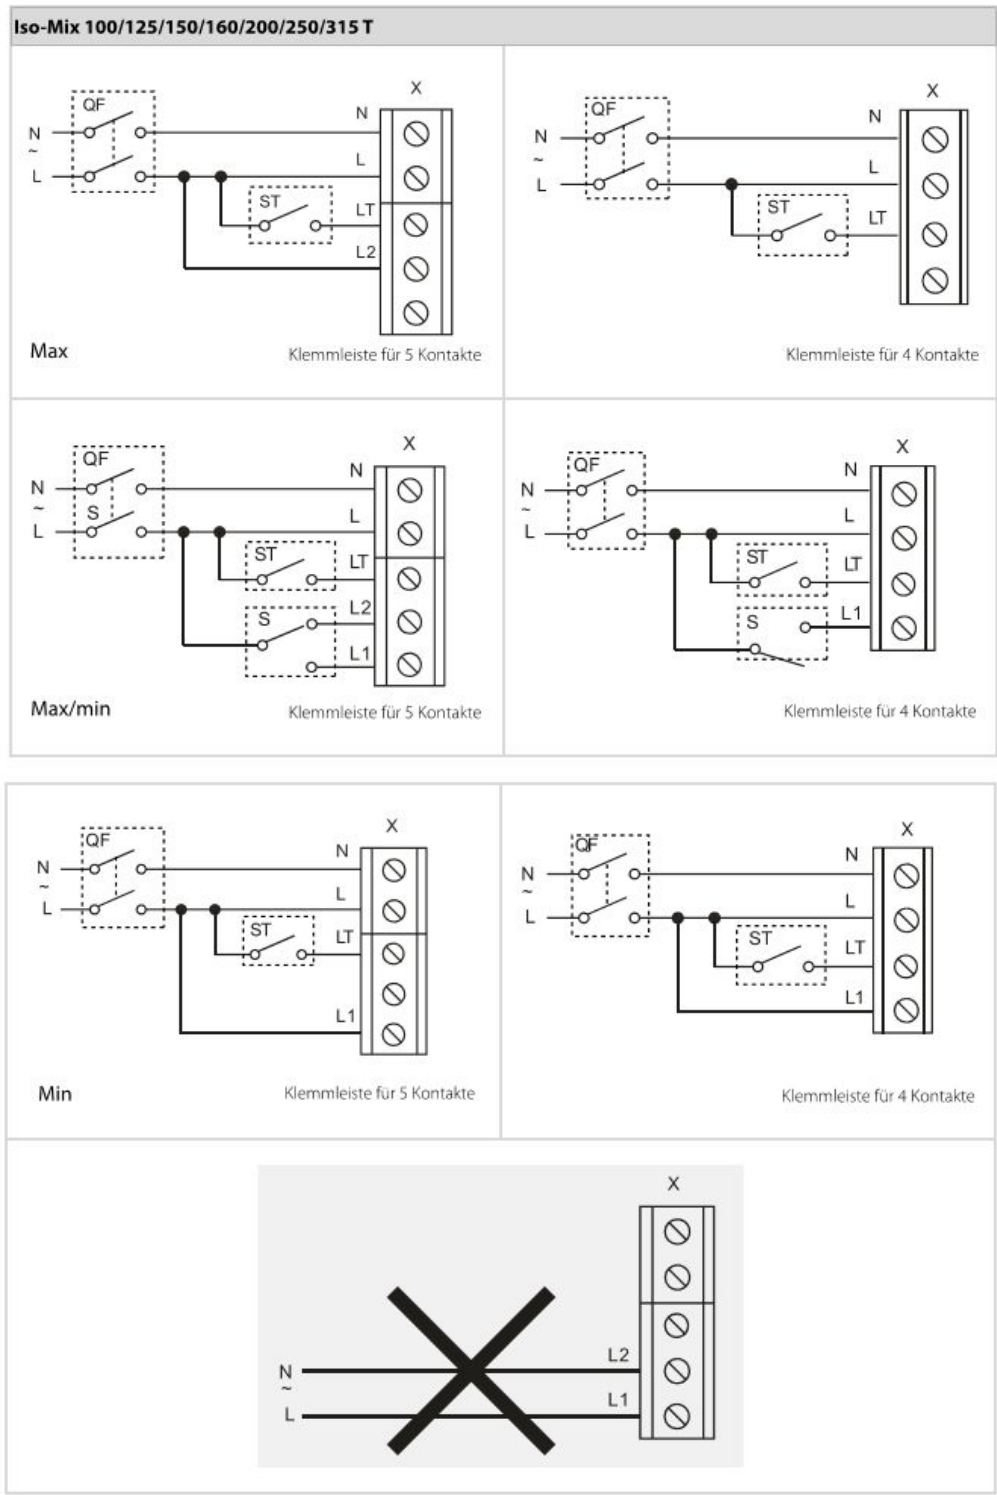 Iso-Mix 100/125/150/160/200/250/315 T
X
QF
N
N
~
L
L
ST
LT
L2
Max
Klemmleiste für 5 Kontakte
X
QF
N
N
~
L
L
ST
LT
Klemmleiste für 4 Kontakte
X
QF
N
N
~
S
L
L
ST
LT
S
L2
L1
Max/min
Klemmleiste für 5 Kontakte
X
QF
N
N
~
L
L
ST
LT
S
L1
Klemmleiste für 4 Kontakte
X
QF
N
N
~
L
L
ST
LT
L1
Min
Klemmleiste für 5 Kontakte
X
QF
N
N
~
L
L
ST
LT
L1
Klemmleiste für 4 Kontakte
X
L2
N
~
L1
L